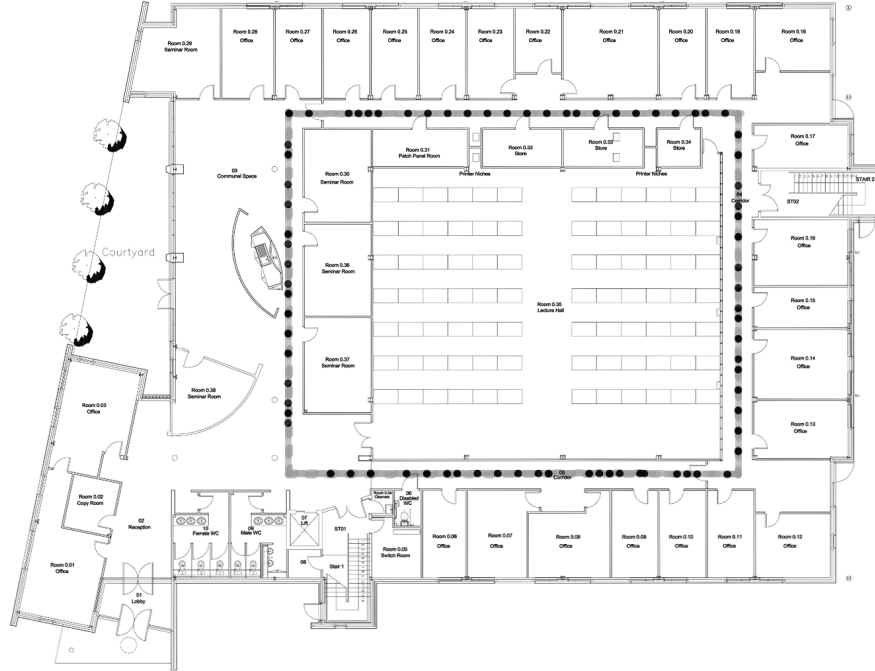 Room 0.29
Seminar Room
Room 0.28
Office
Room 0.27
Office
Room 0.26
Office
Room 0.25
Office
Room 0.24
Office
Room 0.23
Office
Room 0.22
Office
Room 0.21
Office
Room 0.20
Office
Room 0.19
Office
Room 0.18
Office
Room 0.17
Office
Room 0.31
Patch Panel Room
Room 0.32
Store
Room 0.33
Store
Room 0.34
Store
Printer Niches
Printer Niches
03
Communal Space
Room 0.30
Seminar Room
04
Corridor
STAIR 2
ST02
Courtyard
Room 0.36
Seminar Room
Room 0.16
Office
Room 0.35
Lecture Hall
Room 0.15
Office
Room 0.37
Seminar Room
Room 0.14
Office
Room 0.38
Seminar Room
Room 0.03
Office
Room 0.13
Office
05
Corridor
Room 0.02
Copy Room
Room 0.04
Cleaners
06
Disabled
WC
07
Lift
02
Reception
10
Female WC
09
Male WC
ST01
Room 0.05
Switch Room
Room 0.06
Office
Room 0.07
Office
Room 0.08
Office
Room 0.09
Office
Room 0.10
Office
Room 0.11
Office
Room 0.12
Office
Room 0.01
Office
08
Stair 1
01
Lobby